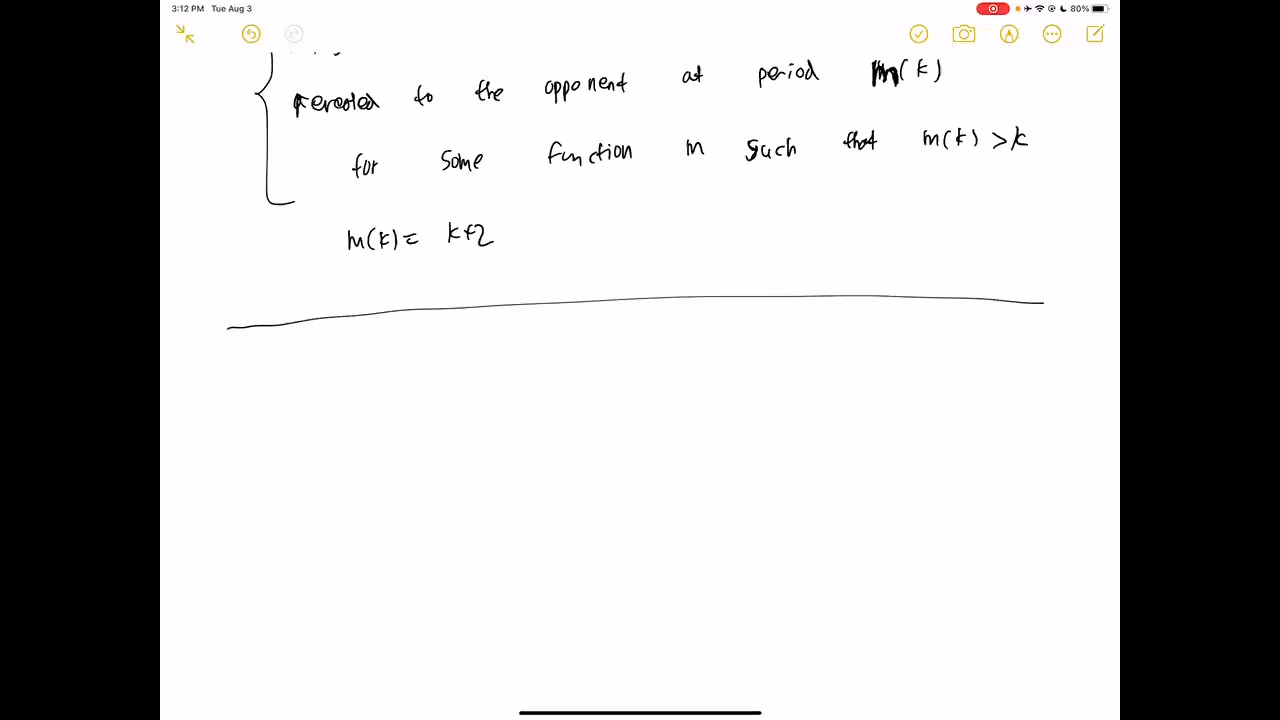 3:12 PM Tue Aug 3
80%
revealed to the opponent at period m(k)
for some function m such that m(k) > k
m(k) = k+2